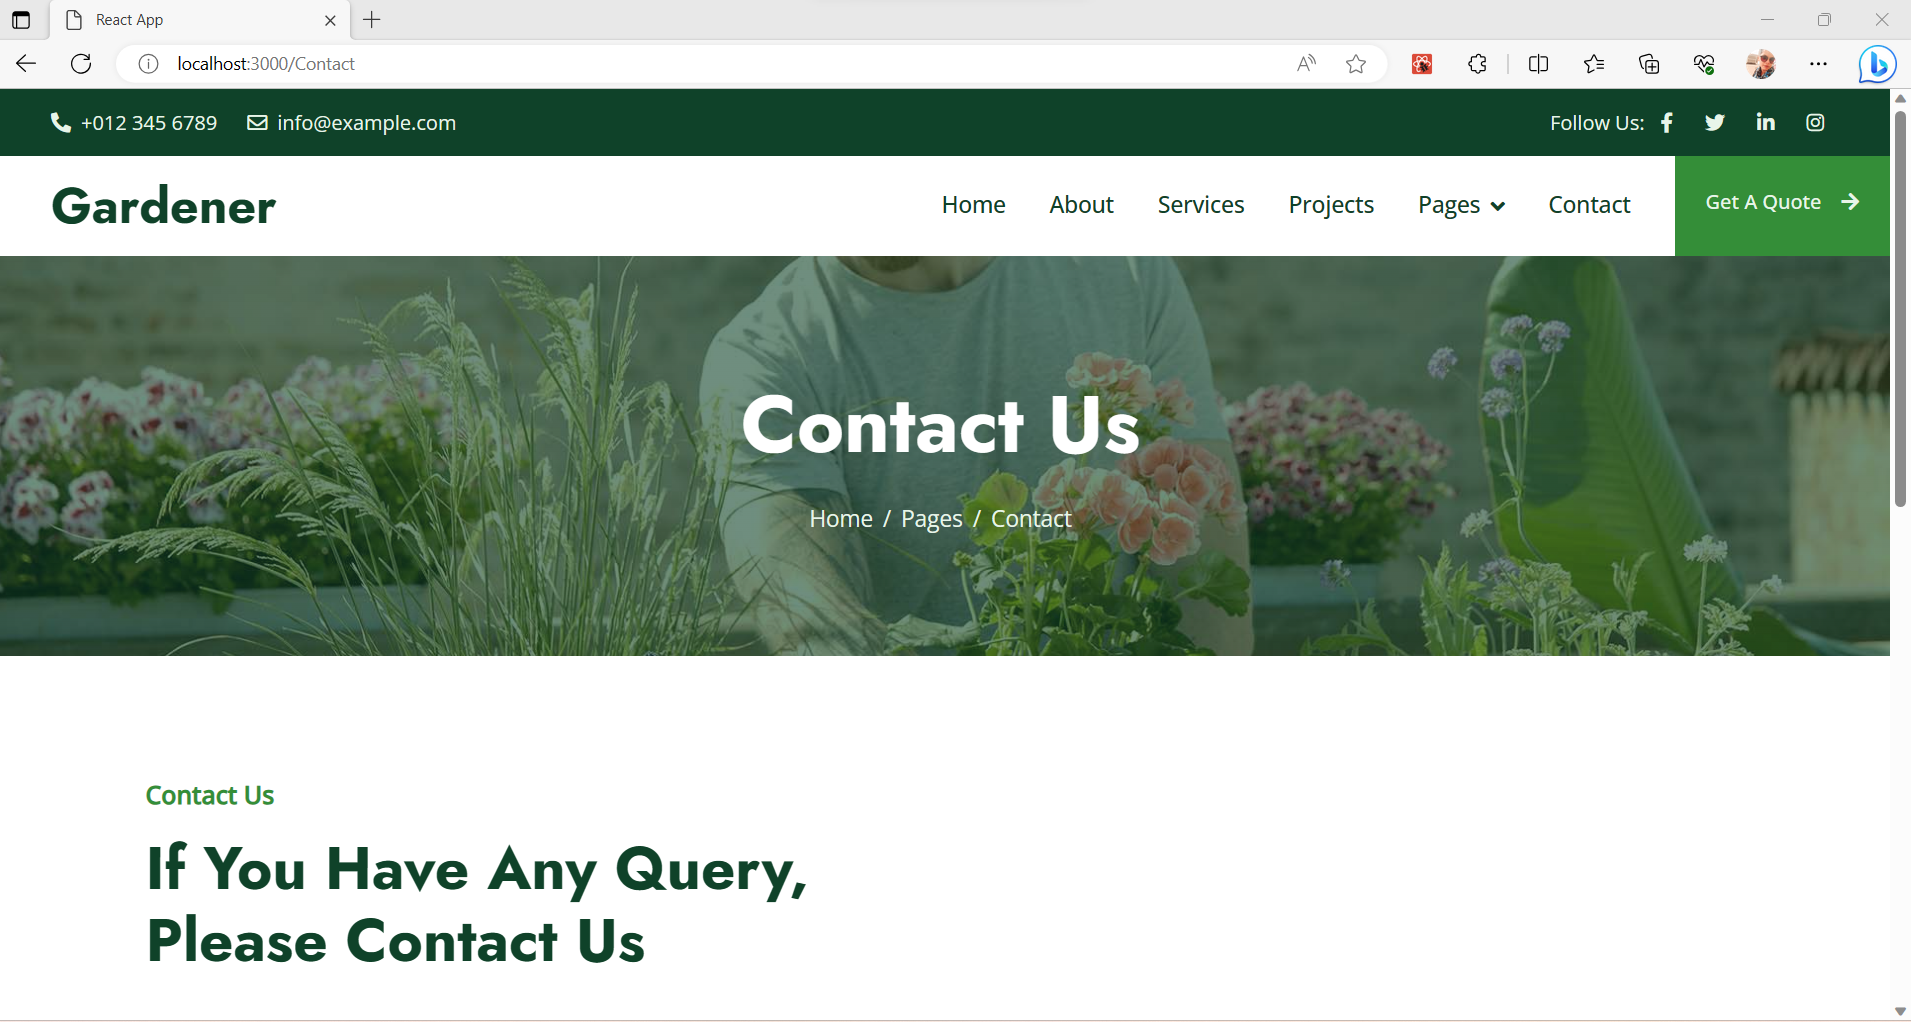 React App
localhost:3000/Contact
+012 345 6789 info@example.com Follow Us:
Gardener Home About Services Projects Pages Contact Get A Quote
Contact Us
Home / Pages / Contact
Contact Us
If You Have Any Query,
Please Contact Us